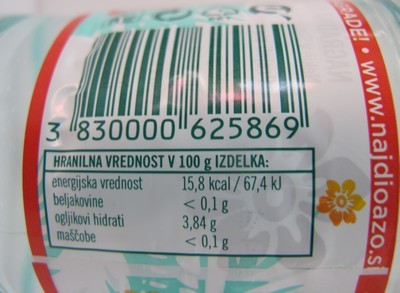 3 830000 625869
HRANILNA VREDNOST V 100 g IZDELKA:
energijska vrednost 15,8 kcal / 67,4 kJ
beljakovine < 0,1 g
ogljikovi hidrati 3,84 g
maščobe < 0,1 g
GRADE! • www.najdioazo.si